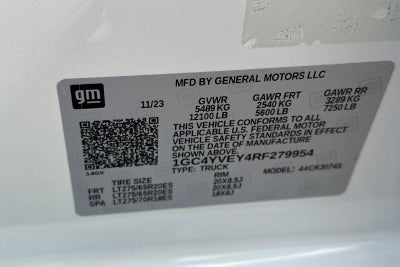 gm
MFD BY GENERAL MOTORS LLC
11/23 GVWR GAWR FRT GAWR RR
5489 KG 2540 KG 3289 KG
12100 LB 5600 LB 7250 LB
THIS VEHICLE CONFORMS TO ALL
APPLICABLE U.S. FEDERAL MOTOR
VEHICLE SAFETY STANDARDS IN
EFFECT ON THE DATE OF MANUFACTURE
SHOWN ABOVE.
1GC4YVEY4RF279954
140X TYPE: TRUCK MODEL: 44CK30743
TIRE SIZE RIM
FRT LT275/65R20ES 20X8.5J
RR LT275/65R20ES 20X8.5J
SPA LT275/70R18ES 18X8J